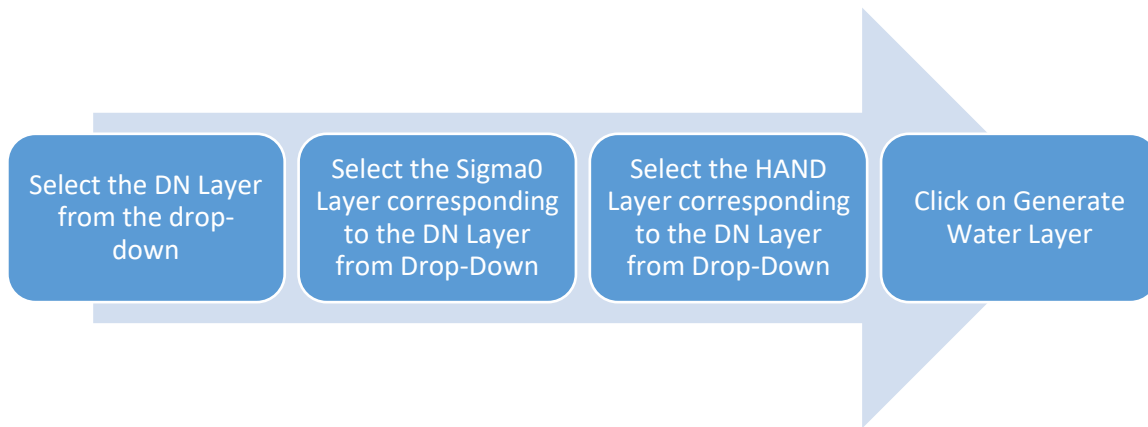 Select the DN Layer
from the drop-
down
Select the Sigma0
Layer corresponding
to the DN Layer
from Drop-Down
Select the HAND
Layer corresponding
to the DN Layer
from Drop-Down
Click on Generate
Water Layer